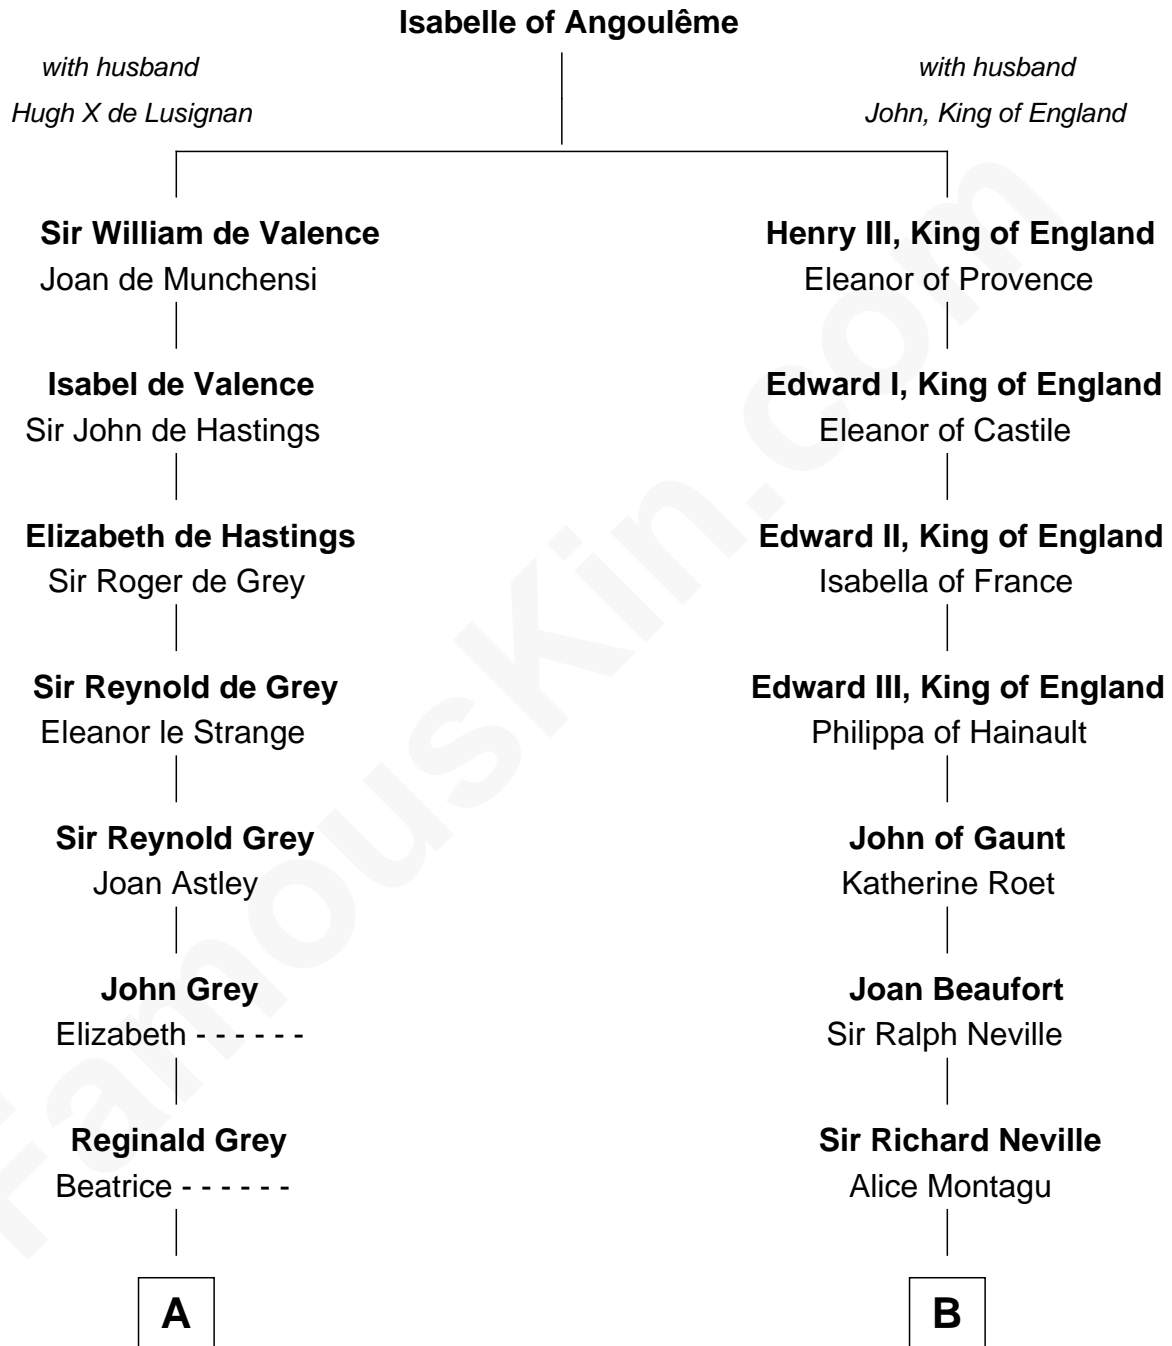 Isabelle of Angoulême
with husband
Hugh X de Lusignan
with husband
John, King of England
Sir William de Valence
Joan de Munchensi
Henry III, King of England
Eleanor of Provence
Isabel de Valence
Sir John de Hastings
Edward I, King of England
Eleanor of Castile
Elizabeth de Hastings
Sir Roger de Grey
Edward II, King of England
Isabella of France
Sir Reynold de Grey
Eleanor le Strange
Edward III, King of England
Philippa of Hainault
Sir Reynold Grey
Joan Astley
John of Gaunt
Katherine Roet
John Grey
Elizabeth - - - - - -
Joan Beaufort
Sir Ralph Neville
Reginald Grey
Beatrice - - - - - -
Sir Richard Neville
Alice Montagu
A
B
FamousKin.com